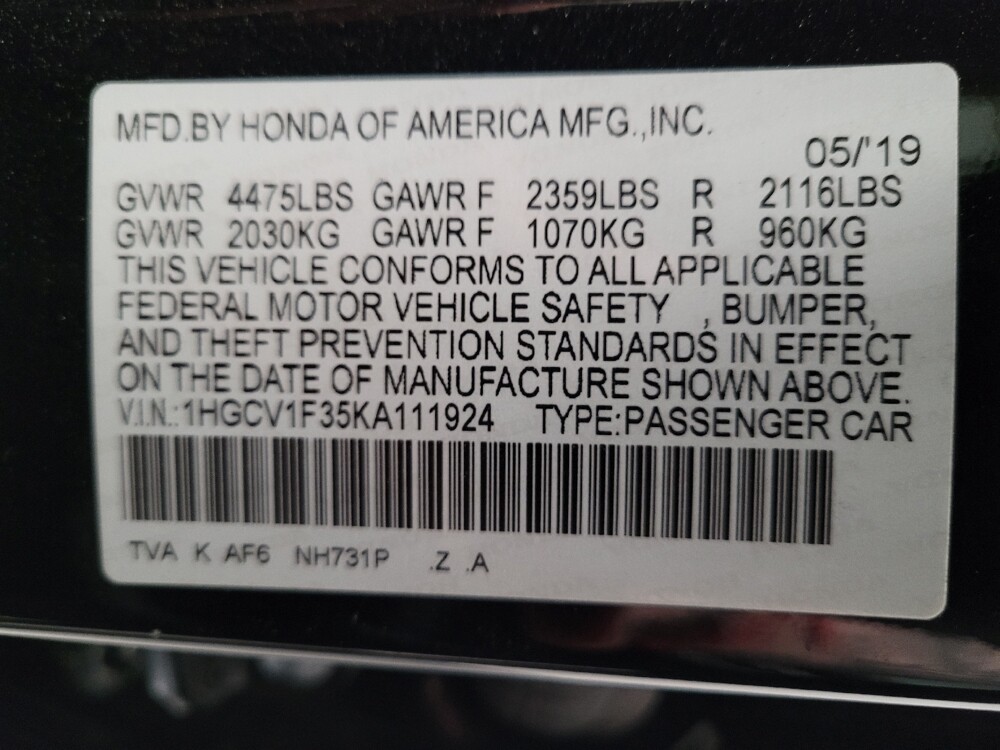 MFD.BY HONDA OF AMERICA MFG.,INC.
05/'19
GVWR 4475LBS GAWR F 2359LBS R 2116LBS
GVWR 2030KG GAWR F 1070KG R 960KG
THIS VEHICLE CONFORMS TO ALL APPLICABLE
FEDERAL MOTOR VEHICLE SAFETY , BUMPER,
AND THEFT PREVENTION STANDARDS IN EFFECT
ON THE DATE OF MANUFACTURE SHOWN ABOVE.
V.I.N.:1HGCV1F35KA111924 TYPE:PASSENGER CAR
TVA K AF6 NH731P .Z .A